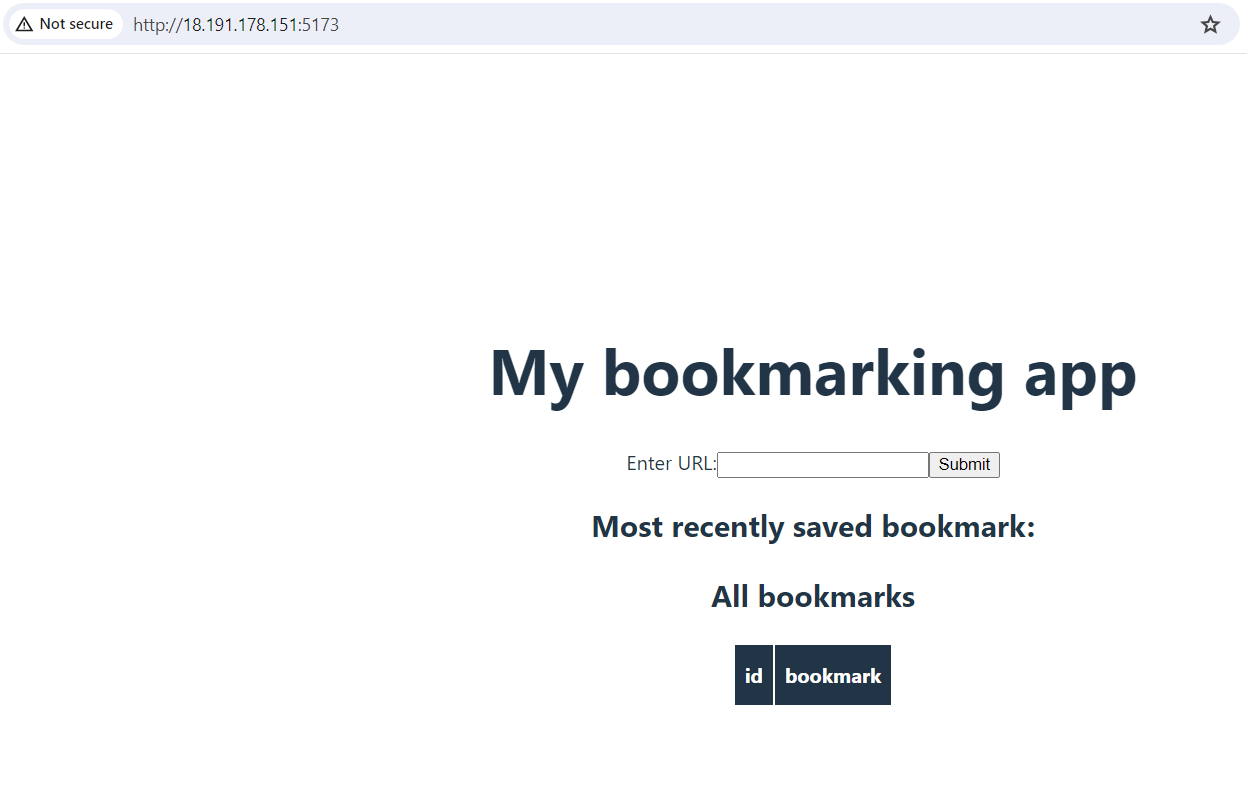 Not secure http://18.191.178.151:5173
My bookmarking app
Enter URL: Submit
Most recently saved bookmark:
All bookmarks
id bookmark